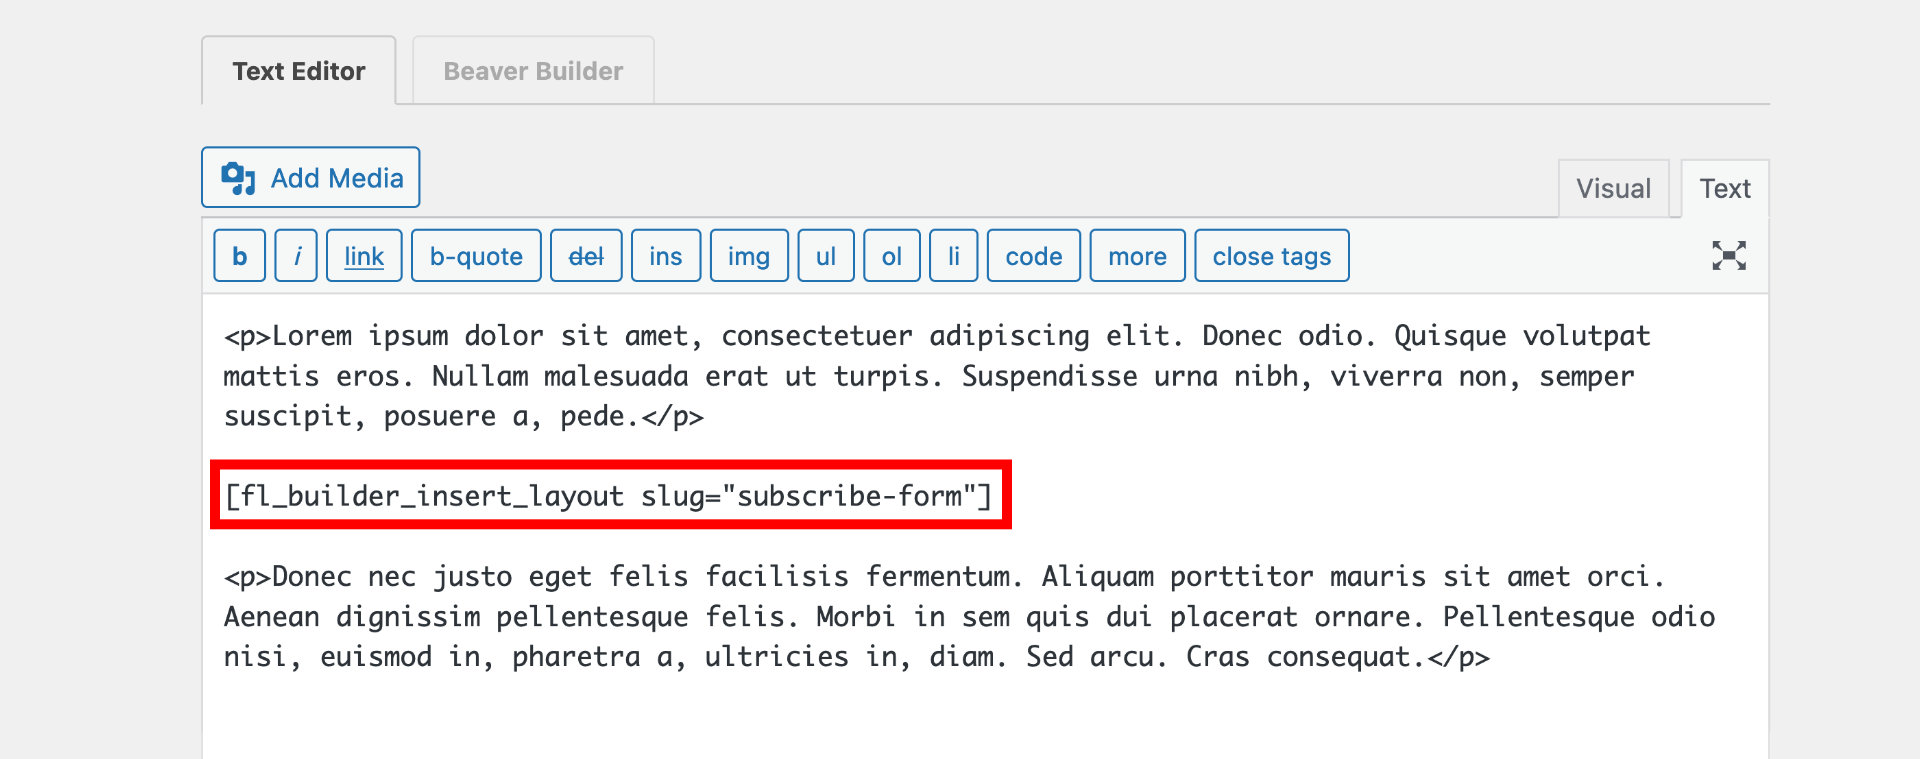 Text Editor
Beaver Builder
Add Media
Visual
Text
b
i
link
b-quote
del
ins
img
ul
ol
li
code
more
close tags
<p>Lorem ipsum dolor sit amet, consectetuer adipiscing elit. Donec odio. Quisque volutpat
mattis eros. Nullam malesuada erat ut turpis. Suspendisse urna nibh, viverra non, semper
suscipit, posuere a, pede.</p>
[fl_builder_insert_layout slug="subscribe-form"]
<p>Donec nec justo eget felis facilisis fermentum. Aliquam porttitor mauris sit amet orci.
Aenean dignissim pellentesque felis. Morbi in sem quis dui placerat ornare. Pellentesque odio
nisi, euismod in, pharetra a, ultricies in, diam. Sed arcu. Cras consequat.</p>